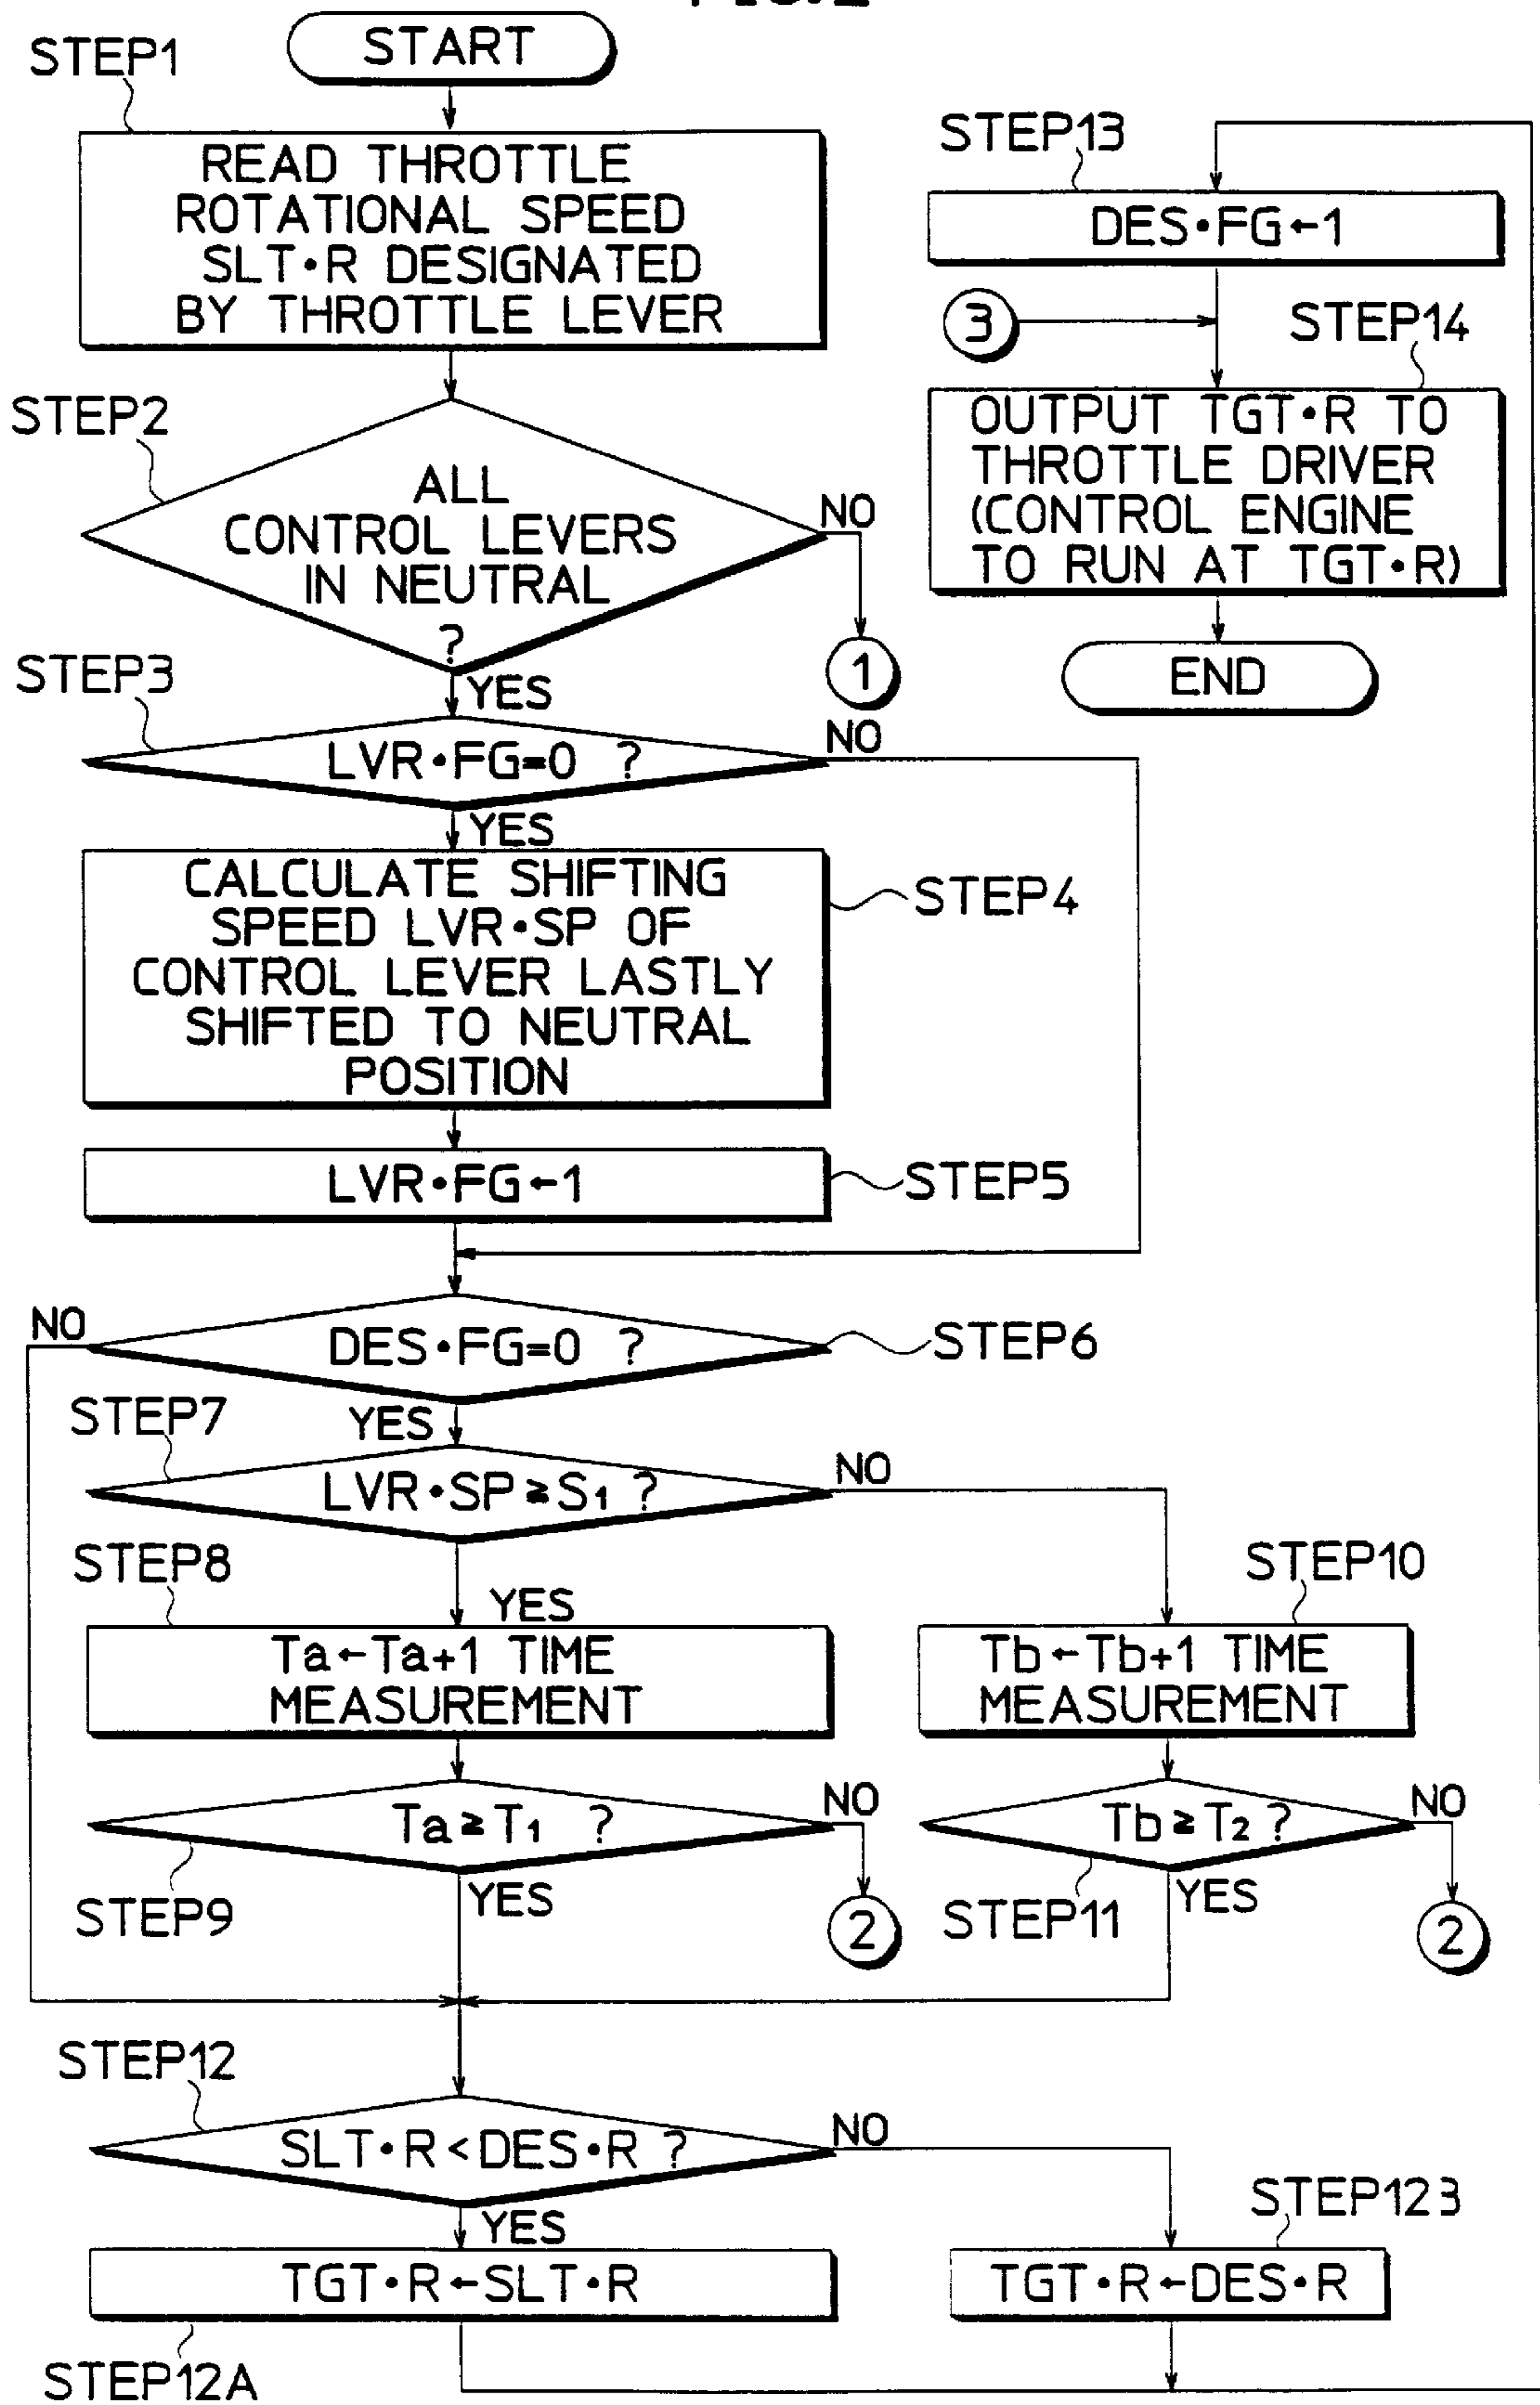 START
STEP1
READ THROTTLE
ROTATIONAL SPEED
SLT•R DESIGNATED
BY THROTTLE LEVER
STEP2
ALL
CONTROL LEVERS
IN NEUTRAL
?
NO
1
YES
STEP3
LVR•FG=0 ?
NO
YES
CALCULATE SHIFTING
SPEED LVR•SP OF
CONTROL LEVER LASTLY
SHIFTED TO NEUTRAL
POSITION
STEP4
LVR•FG←1
STEP5
NO
DES•FG=0 ?
STEP6
YES
STEP7
LVR•SP≧S1 ?
NO
STEP8
YES
Ta←Ta+1 TIME
MEASUREMENT
STEP10
Tb←Tb+1 TIME
MEASUREMENT
Ta≧T1 ?
NO
STEP9
YES
2
Tb≧T2 ?
NO
STEP11
YES
2
STEP12
SLT•R<DES•R ?
NO
YES
TGT•R←SLT•R
STEP12A
STEP12B
TGT•R←DES•R
STEP13
DES•FG←1
3
STEP14
OUTPUT TGT•R TO
THROTTLE DRIVER
(CONTROL ENGINE
TO RUN AT TGT•R)
END